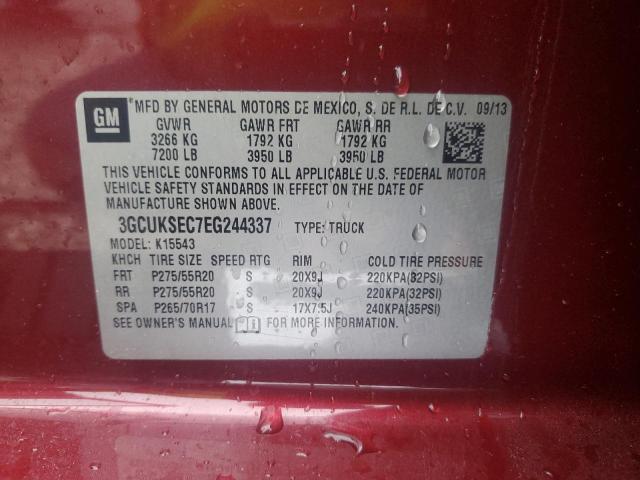 GM
MFD BY GENERAL MOTORS DE MEXICO, S. DE R.L. DE C.V. 09/13
GVWR GAWR FRT GAWR RR
3266 KG 1792 KG 1792 KG
7200 LB 3950 LB 3950 LB
THIS VEHICLE CONFORMS TO ALL APPLICABLE U.S. FEDERAL MOTOR
VEHICLE SAFETY STANDARDS IN EFFECT ON THE DATE OF
MANUFACTURE SHOWN ABOVE.
3GCUKSEC7EG244337 TYPE: TRUCK
MODEL: K15543
KHCH TIRE SIZE SPEED RTG RIM COLD TIRE PRESSURE
FRT P275/55R20 S 20X9J 220KPA(32PSI)
RR P275/55R20 S 20X9J 220KPA(32PSI)
SPA P265/70R17 S 17X7.5J 240KPA(35PSI)
SEE OWNER'S MANUAL FOR MORE INFORMATION.